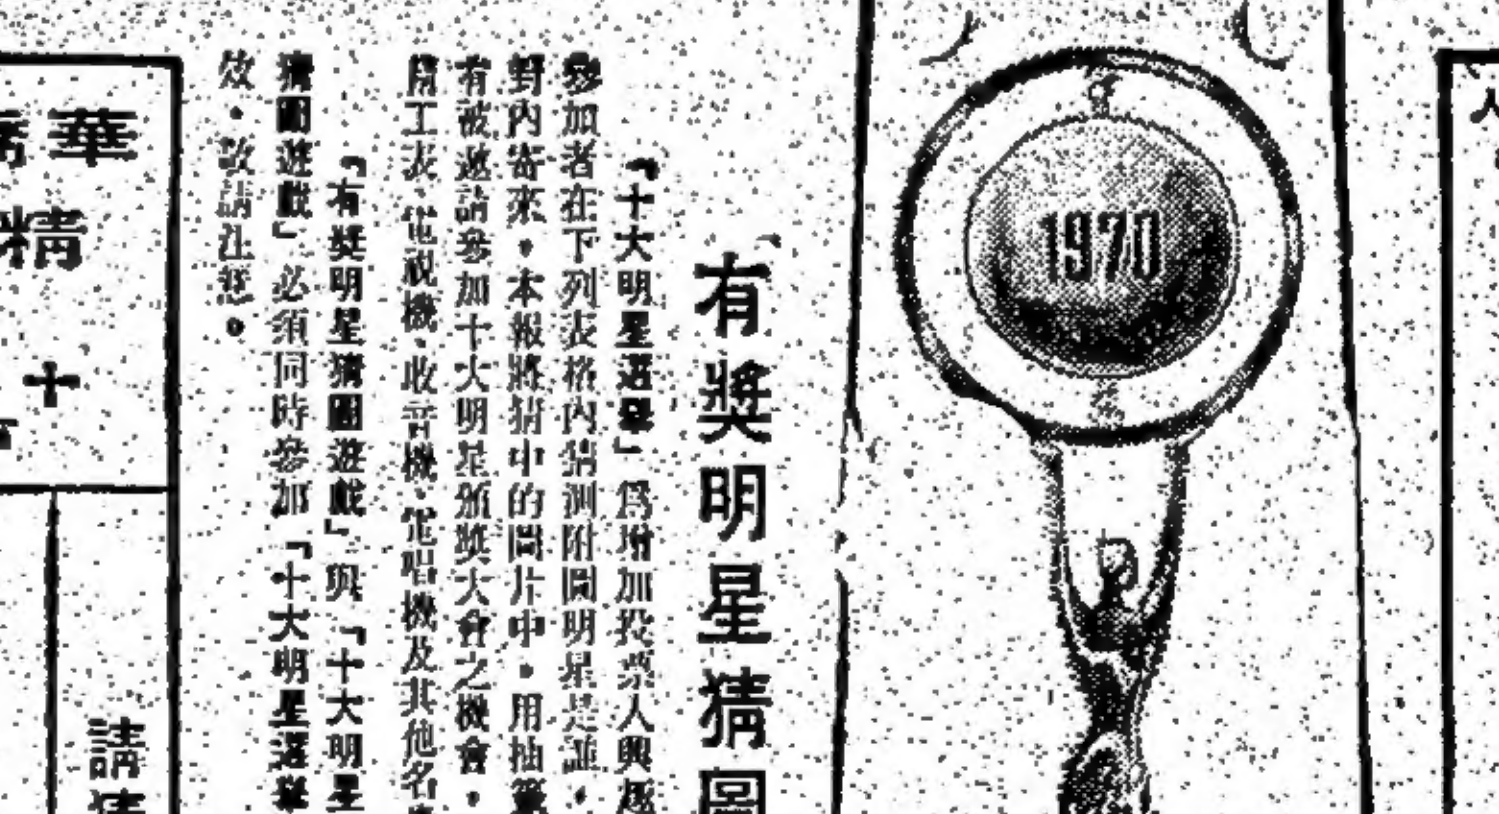 1970
有獎明星猜圖
『十大明星選舉』爲增加投票人興趣
參加者在下列表格內猜測附圖明星是誰,
對內寄來,本報將猜中的圖片中,用抽籤
有被邀請參加十大明星頒獎大會之機會,
工表、電視機、收音機、電唱機及其他名
『有獎明星猜圖遊戲』與『十大明星
猜圖遊戲』必須同時參加『十大明星選舉
效。敬請注意。
華
精
十
請猜
人